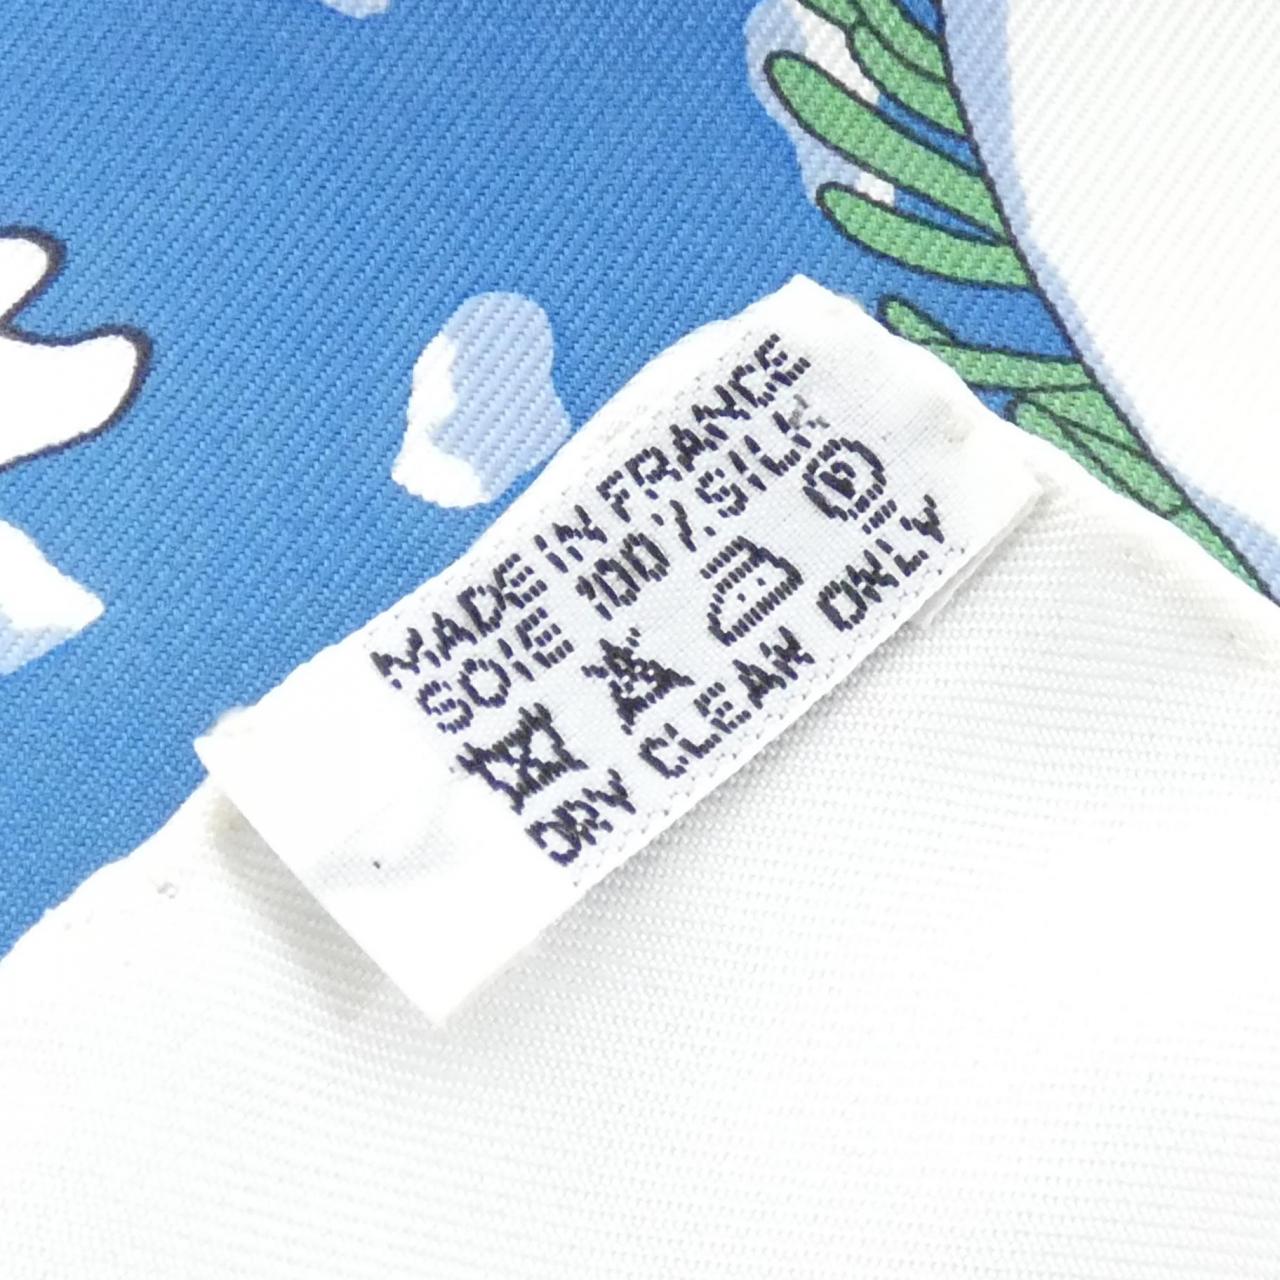 MADE IN FRANCE
SOIE 100% SILK
P
DRY CLEAN ONLY